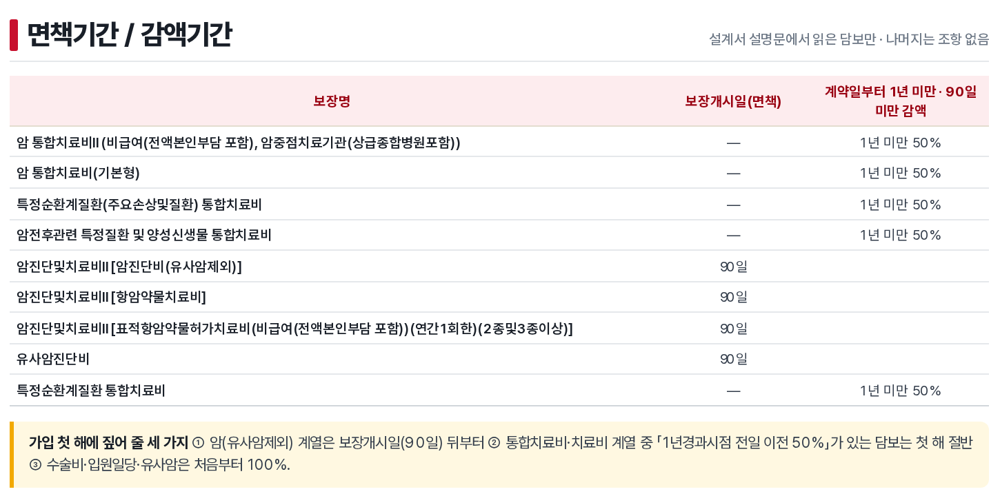 면책기간 / 감액기간
설계서 설명문에서 읽은 담보만 · 나머지는 조항 없음
보장명 보장개시일(면책) 계약일부터 1년 미만 · 90일
미만 감액
암 통합치료비II (비급여(전액본인부담 포함), 암중점치료기관(상급종합병원포함)) — 1년 미만 50%
암 통합치료비(기본형) — 1년 미만 50%
특정순환계질환(주요손상및질환) 통합치료비 — 1년 미만 50%
암전후관련 특정질환 및 양성신생물 통합치료비 — 1년 미만 50%
암진단및치료비II [암진단비(유사암제외)] 90일
암진단및치료비II [항암약물치료비] 90일
암진단및치료비II [표적항암약물허가치료비(비급여(전액본인부담 포함))(연간1회한)(2종및3종이상)] 90일
유사암진단비 90일
특정순환계질환 통합치료비 — 1년 미만 50%
가입 첫 해에 짚어 줄 세 가지 ① 암(유사암제외) 계열은 보장개시일(90일) 뒤부터 ② 통합치료비·치료비 계열 중 「1년경과시점 전일 이전 50%」가 있는 담보는 첫 해 절반
③ 수술비·입원일당·유사암은 처음부터 100%.